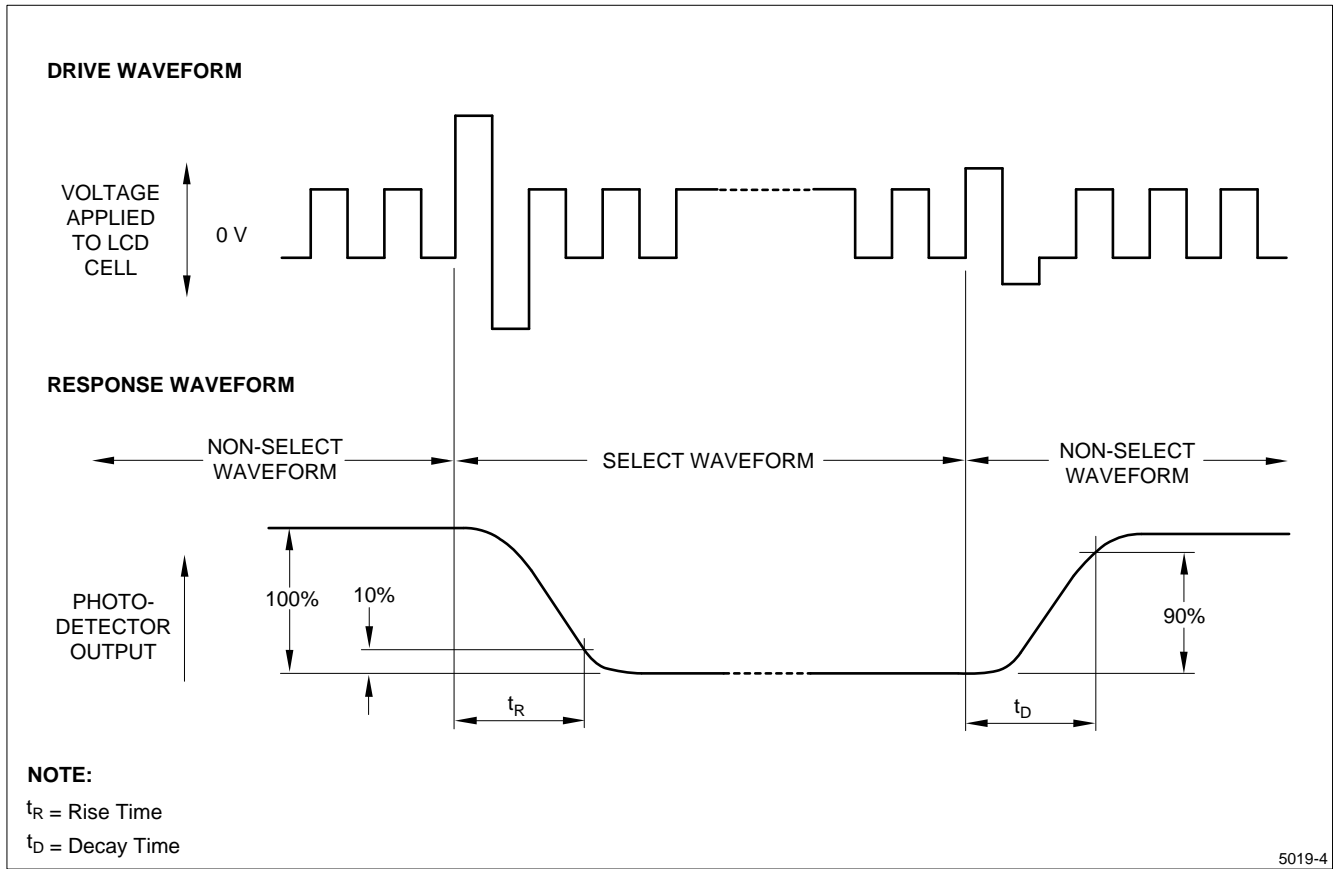 DRIVE WAVEFORM
VOLTAGE
APPLIED
TO LCD
CELL
0 V
RESPONSE WAVEFORM
NON-SELECT
WAVEFORM
SELECT WAVEFORM
NON-SELECT
WAVEFORM
PHOTO-
DETECTOR
OUTPUT
100%
10%
90%
tR
tD
NOTE:
tR = Rise Time
tD = Decay Time
5019-4